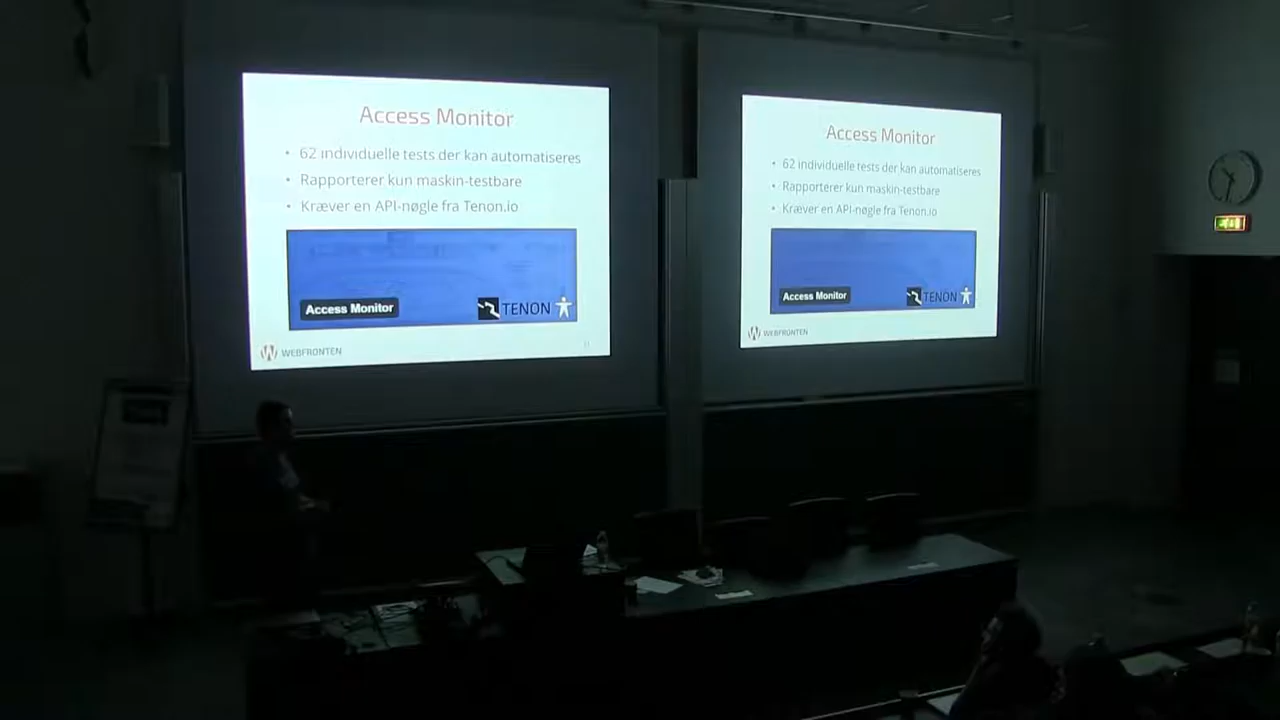 Access Monitor
• 62 individuelle tests der kan automatiseres
• Rapporterer kun maskin-testbare
• Kræver en API-nøgle fra Tenon.io
Access Monitor
TENON
WEBFRONTEN
Access Monitor
• 62 individuelle tests der kan automatiseres
• Rapporterer kun maskin-testbare
• Kræver en API-nøgle fra Tenon.io
Access Monitor
TENON
WEBFRONTEN